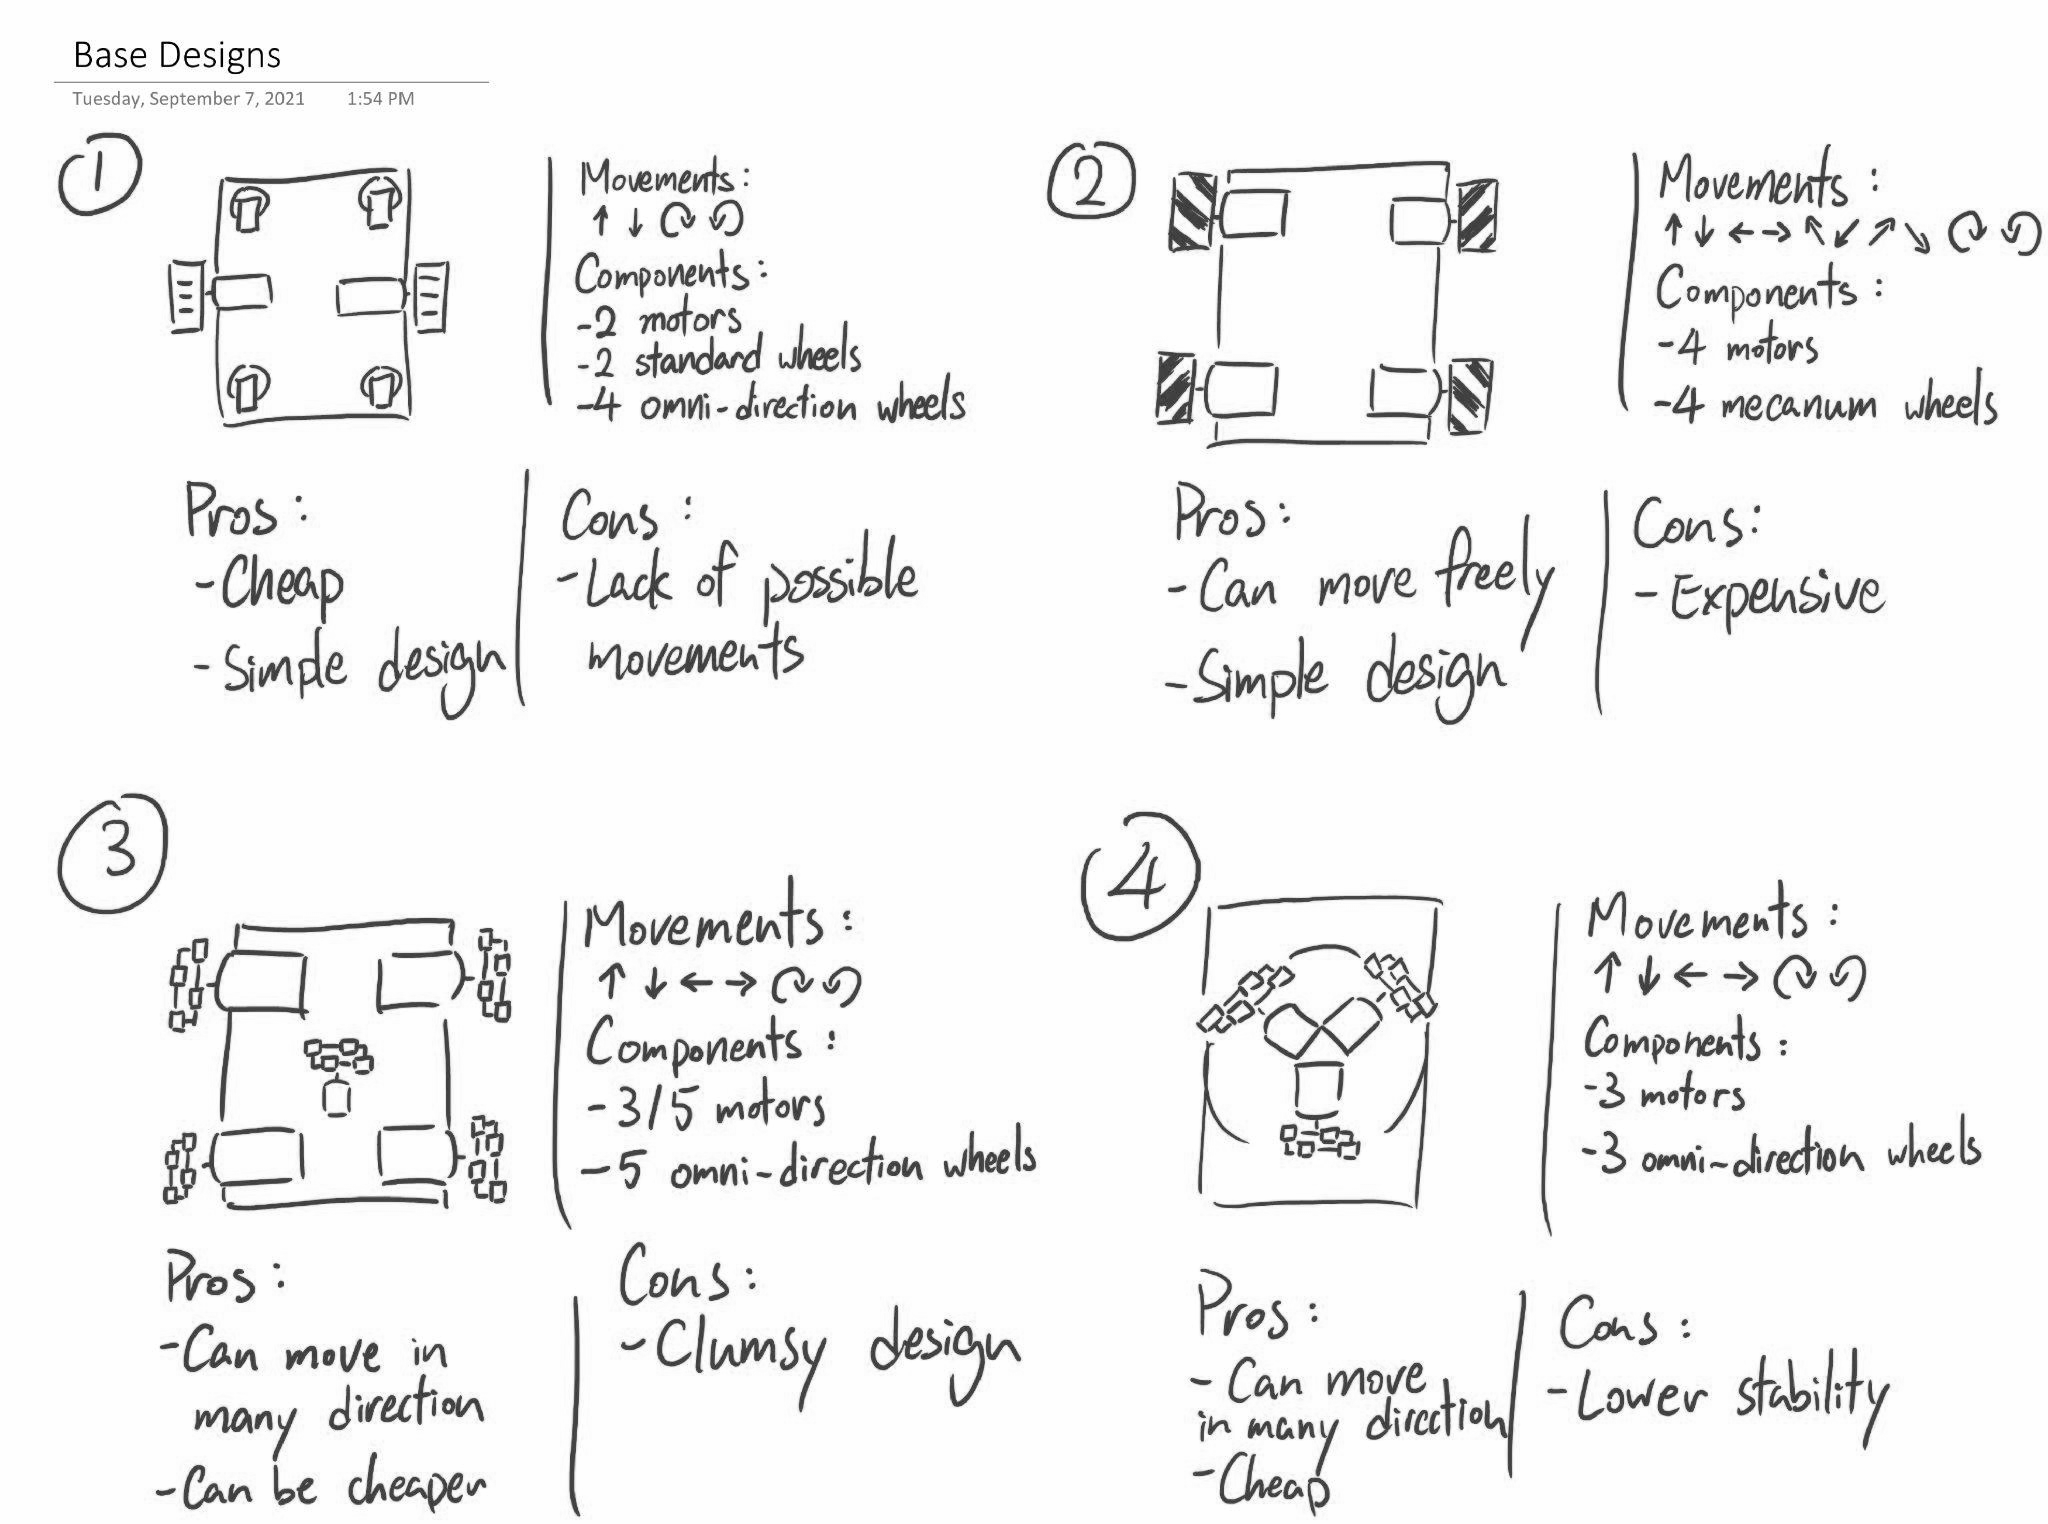 Base Designs
Tuesday, September 7, 2021 1:54 PM
1
Movements:
↑ ↓ ↻ ↺
Components:
-2 motors
-2 standard wheels
-4 omni-direction wheels
Pros:
-Cheap
-Simple design
Cons:
-Lack of possible
movements
2
Movements:
↑ ↓ ← → ↖ ↙ ↗ ↘ ↻ ↺
Components:
-4 motors
-4 mecanum wheels
Pros:
-Can move freely
-Simple design
Cons:
-Expensive
3
Movements:
↑ ↓ ← → ↻ ↺
Components:
-3/5 motors
-5 omni-direction wheels
Pros:
-Can move in
many direction
-Can be cheaper
Cons:
-Clumsy design
4
Movements:
↑ ↓ ← → ↻ ↺
Components:
-3 motors
-3 omni-direction wheels
Pros:
-Can move
in many direction
-Cheap
Cons:
-Lower stability